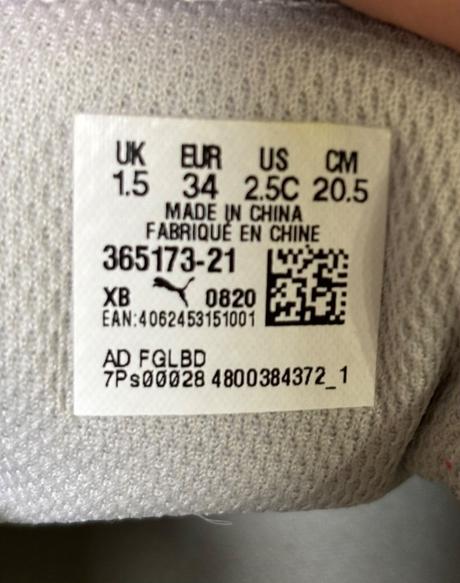 UK EUR US CM
1.5 34 2.5C 20.5
MADE IN CHINA
FABRIQUÉ EN CHINE
365173-21
XB 0820
EAN:4062453151001
AD FGLBD
7Ps00028 4800384372_1